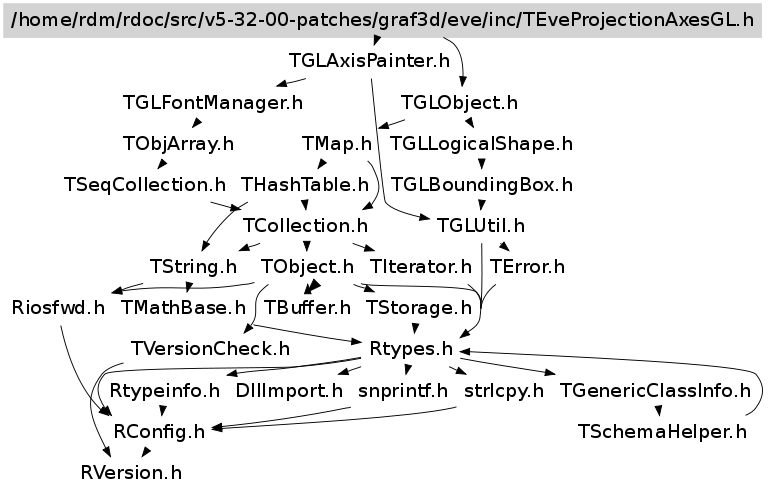 /home/rdm/rdoc/src/v5-32-00-patches/graf3d/eve/inc/TEveProjectionAxesGL.h
TGLAxisPainter.h
TGLFontManager.h
TGLObject.h
TObjArray.h
TMap.h
TGLLogicalShape.h
TSeqCollection.h
THashTable.h
TGLBoundingBox.h
TCollection.h
TGLUtil.h
TString.h
TObject.h
TIterator.h
TError.h
Riosfwd.h
TMathBase.h
TBuffer.h
TStorage.h
TVersionCheck.h
Rtypes.h
Rtypeinfo.h
DllImport.h
snprintf.h
strlcpy.h
TGenericClassInfo.h
RConfig.h
TSchemaHelper.h
RVersion.h